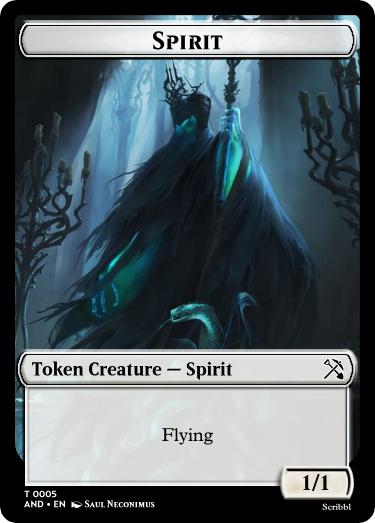 Spirit
Token Creature — Spirit
Flying
1/1
T 0005
AND • EN Saul Neconimus
Scribbl